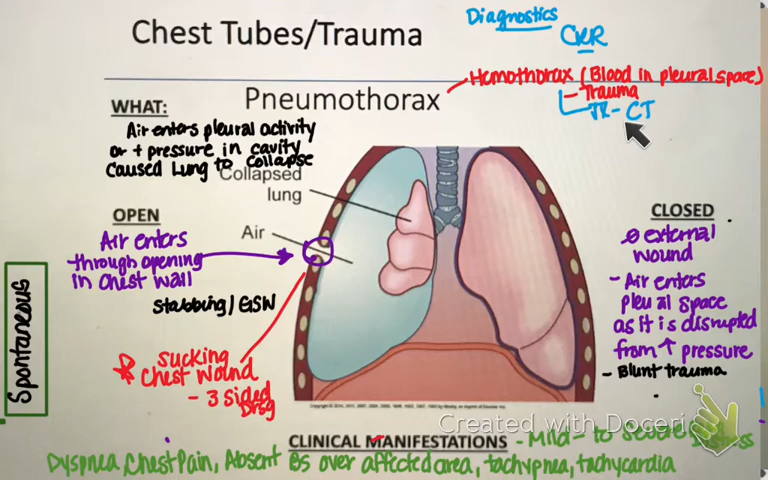 Chest Tubes/Trauma
Diagnostics
CXR
Hemothorax (Blood in pleural space)
- Trauma
TX - CT
Pneumothorax
WHAT:
Air enters pleural activity
or + pressure in cavity
Caused Lung to Collapse
Collapsed
lung
Air
OPEN
Air enters
through opening
in Chest wall
Stabbing/GSW
Sucking
Chest Wound
- 3 sided
Drsg
Spontaneous
CLOSED
Ø external
wound
- Air enters
pleural space
as it is disrupted
from ↑ pressure
- Blunt trauma
Created with Doceri
CLINICAL MANIFESTATIONS - Mild - to severe
Dyspnea, Chest Pain, Absent BS over affected area, tachypnea, tachycardia